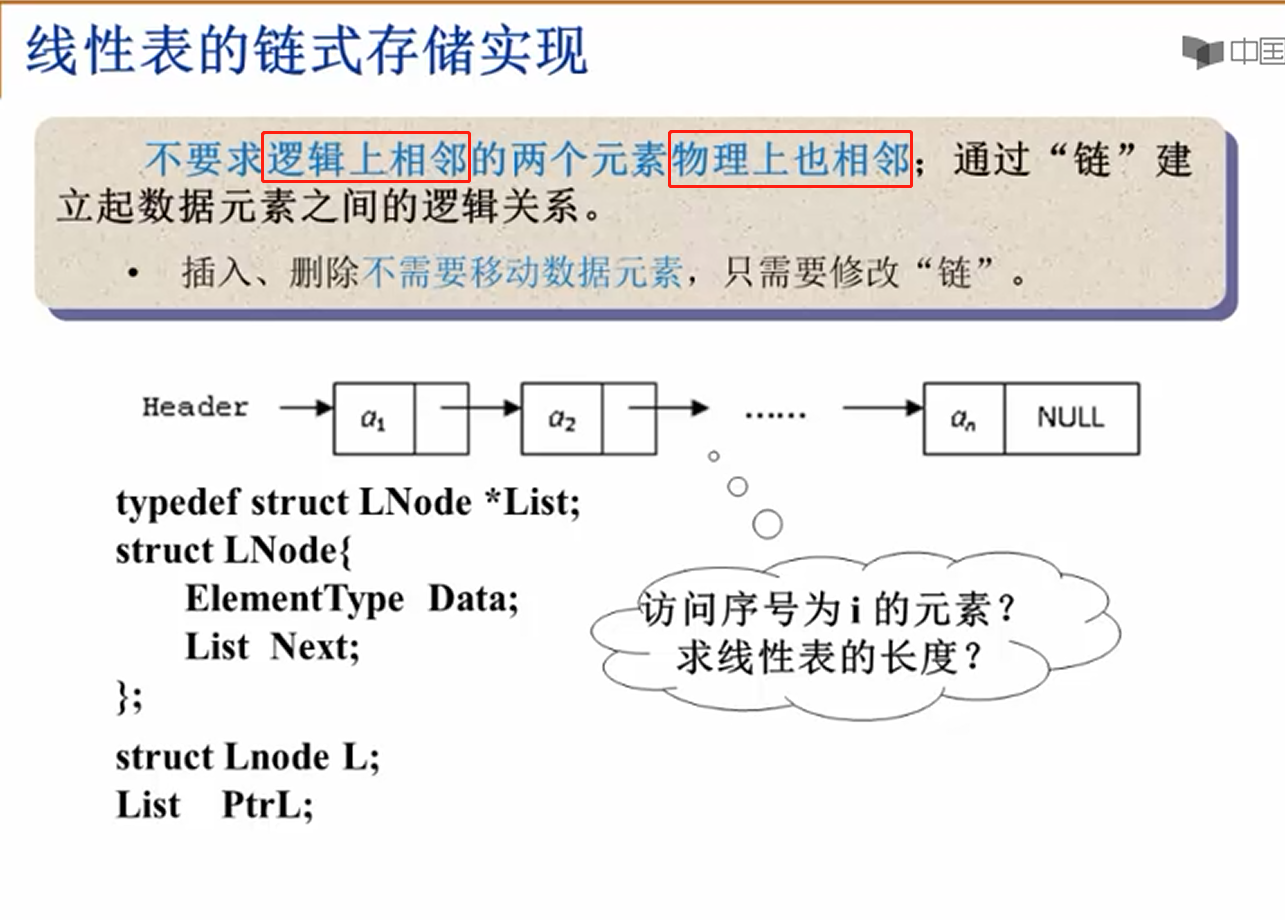 线性表的链式存储实现
中国
不要求逻辑上相邻的两个元素物理上也相邻；通过“链”建
立起数据元素之间的逻辑关系。
• 插入、删除不需要移动数据元素，只需要修改“链”。
Header a1 a2 …… an NULL
typedef struct LNode *List;
struct LNode{
ElementType Data;
List Next;
};
访问序号为 i 的元素？
求线性表的长度？
struct Lnode L;
List PtrL;